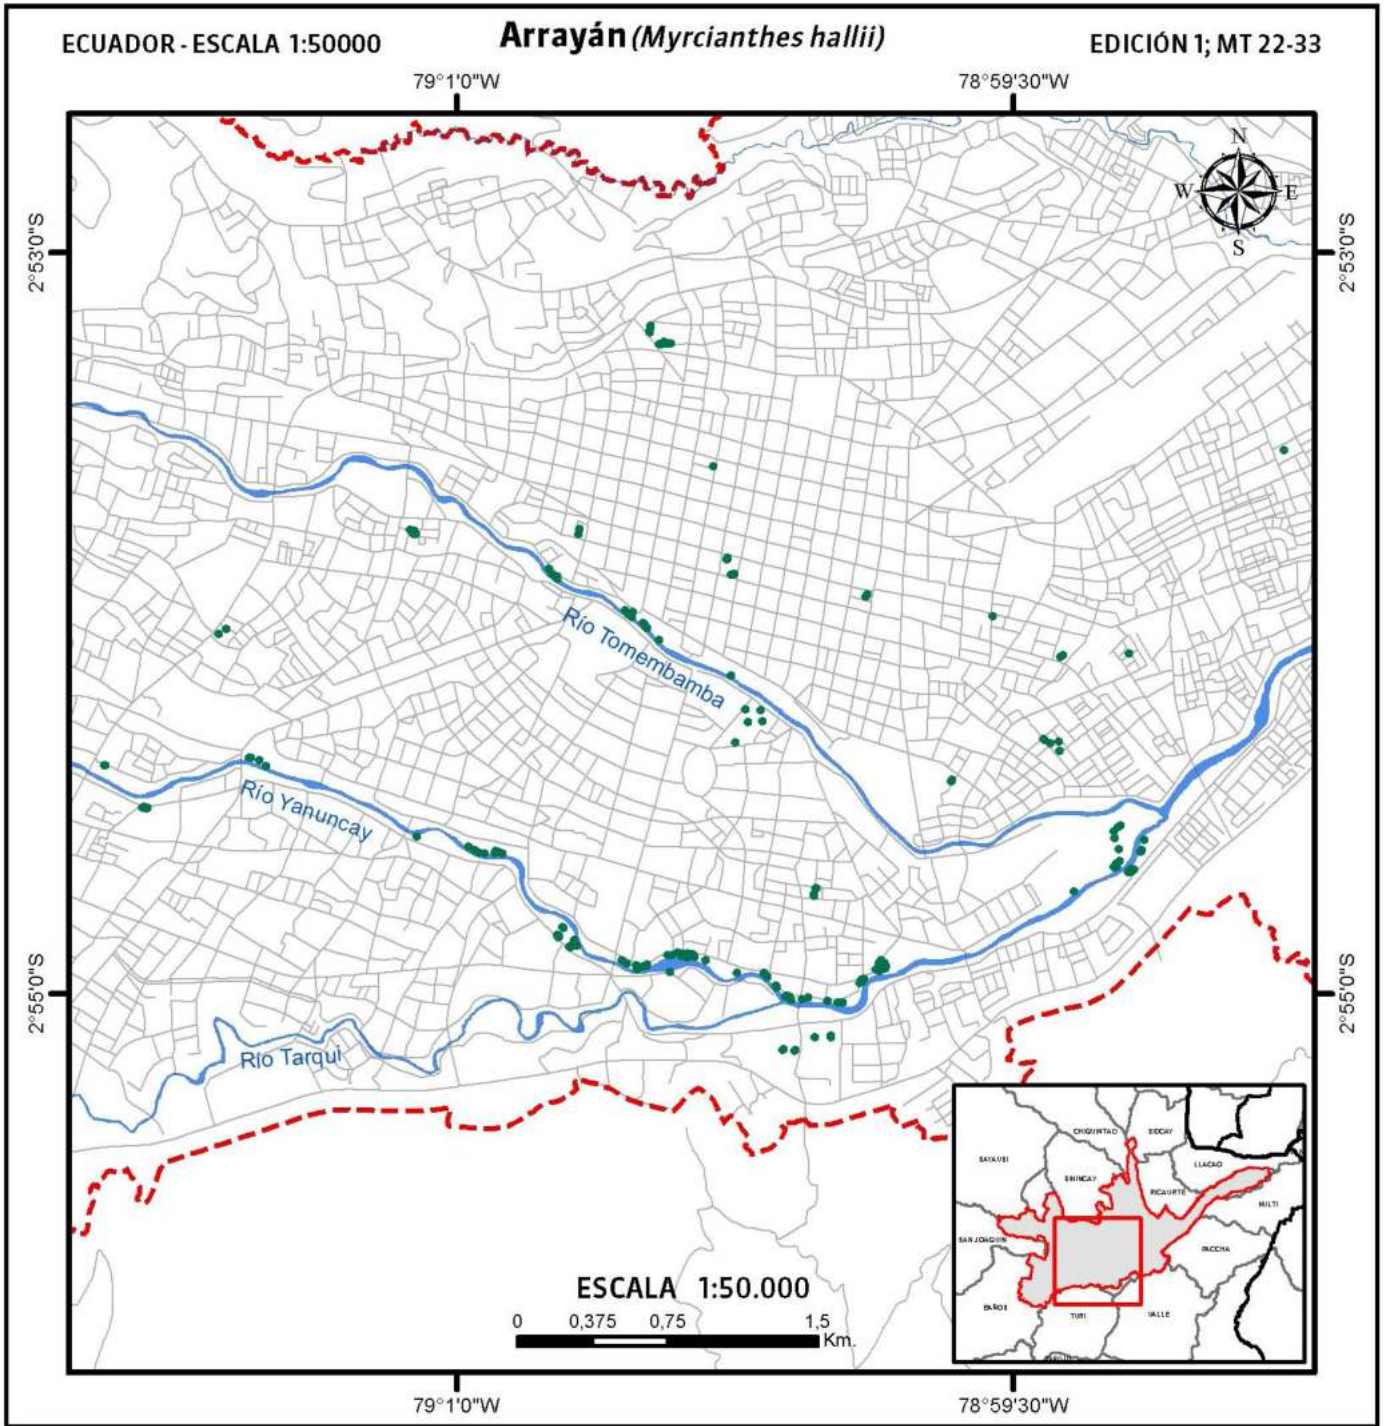 ECUADOR - ESCALA 1:50000
Arrayán (Myrcianthes hallii)
EDICIÓN 1; MT 22-33
79°1'0"W
78°59'30"W
N
W E
S
2°53'0"S
2°53'0"S
Río Tomembamba
Río Yanuncay
2°55'0"S
2°55'0"S
Río Tarqui
CHIQUINTAD
SIDCAY
SAYAUSI
LLACAO
SININCAY
RICAURTE
NULTI
SAN JOAQUIN
PACCHA
BAÑOS
TURI
VALLE
ESCALA 1:50.000
0 0,375 0,75 1,5
Km.
79°1'0"W
78°59'30"W